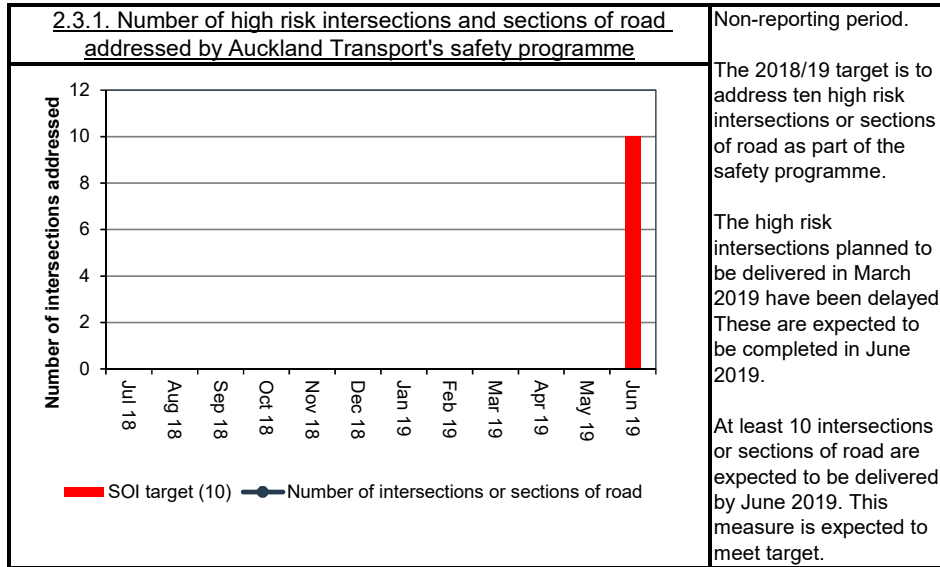 2.3.1. Number of high risk intersections and sections of road
addressed by Auckland Transport's safety programme
Number of intersections addressed
12
10
8
6
4
2
0
Jul 18
Aug 18
Sep 18
Oct 18
Nov 18
Dec 18
Jan 19
Feb 19
Mar 19
Apr 19
May 19
Jun 19
SOI target (10)
Number of intersections or sections of road
Non-reporting period.
The 2018/19 target is to
address ten high risk
intersections or sections
of road as part of the
safety programme.
The high risk
intersections planned to
be delivered in March
2019 have been delayed
These are expected to
be completed in June
2019.
At least 10 intersections
or sections of road are
expected to be delivered
by June 2019. This
measure is expected to
meet target.